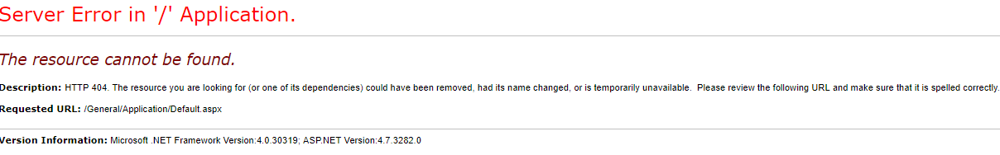 Server Error in '/' Application.
The resource cannot be found.
Description: HTTP 404. The resource you are looking for (or one of its dependencies) could have been removed, had its name changed, or is temporarily unavailable.  Please review the following URL and make sure that it is spelled correctly.
Requested URL: /General/Application/Default.aspx
Version Information: Microsoft .NET Framework Version:4.0.30319; ASP.NET Version:4.7.3282.0